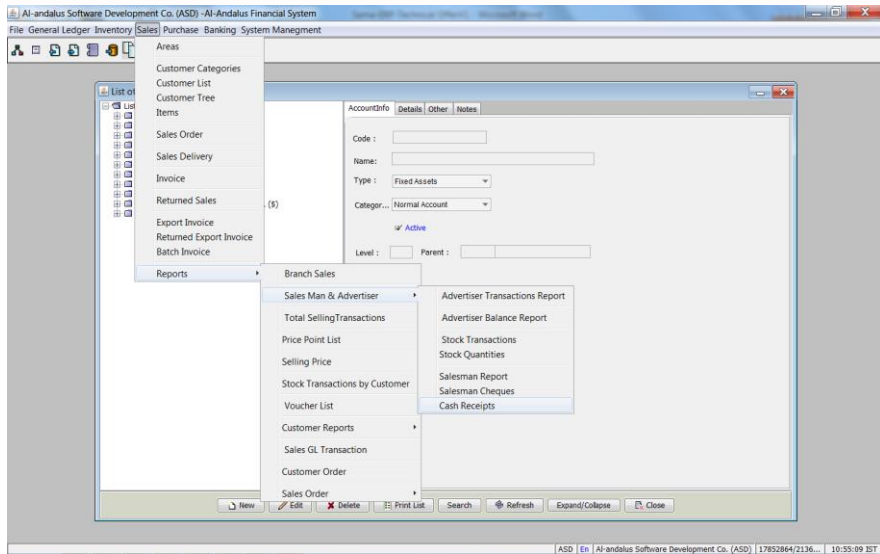 Al-andalus Software Development Co. (ASD) -Al-Andalus Financial System
File General Ledger Inventory Sales Purchase Banking System Managment
Areas
Customer Categories
Customer List
Customer Tree
Items
Sales Order
Sales Delivery
Invoice
Returned Sales
Export Invoice
Returned Export Invoice
Batch Invoice
Reports
List of
List
. ($)
AccountInfo Details Other Notes
Code :
Name:
Type : Fixed Assets
Categor... Normal Account
Active
Level : Parent :
Branch Sales
Sales Man & Advertiser
Total SellingTransactions
Price Point List
Selling Price
Stock Transactions by Customer
Voucher List
Customer Reports
Sales GL Transaction
Customer Order
Sales Order
Advertiser Transactions Report
Advertiser Balance Report
Stock Transactions
Stock Quantities
Salesman Report
Salesman Cheques
Cash Receipts
New Edit Delete Print List Search Refresh Expand/Collapse Close
ASD En Al-andalus Software Development Co. (ASD) 17852864/2136... 10:55:09 IST